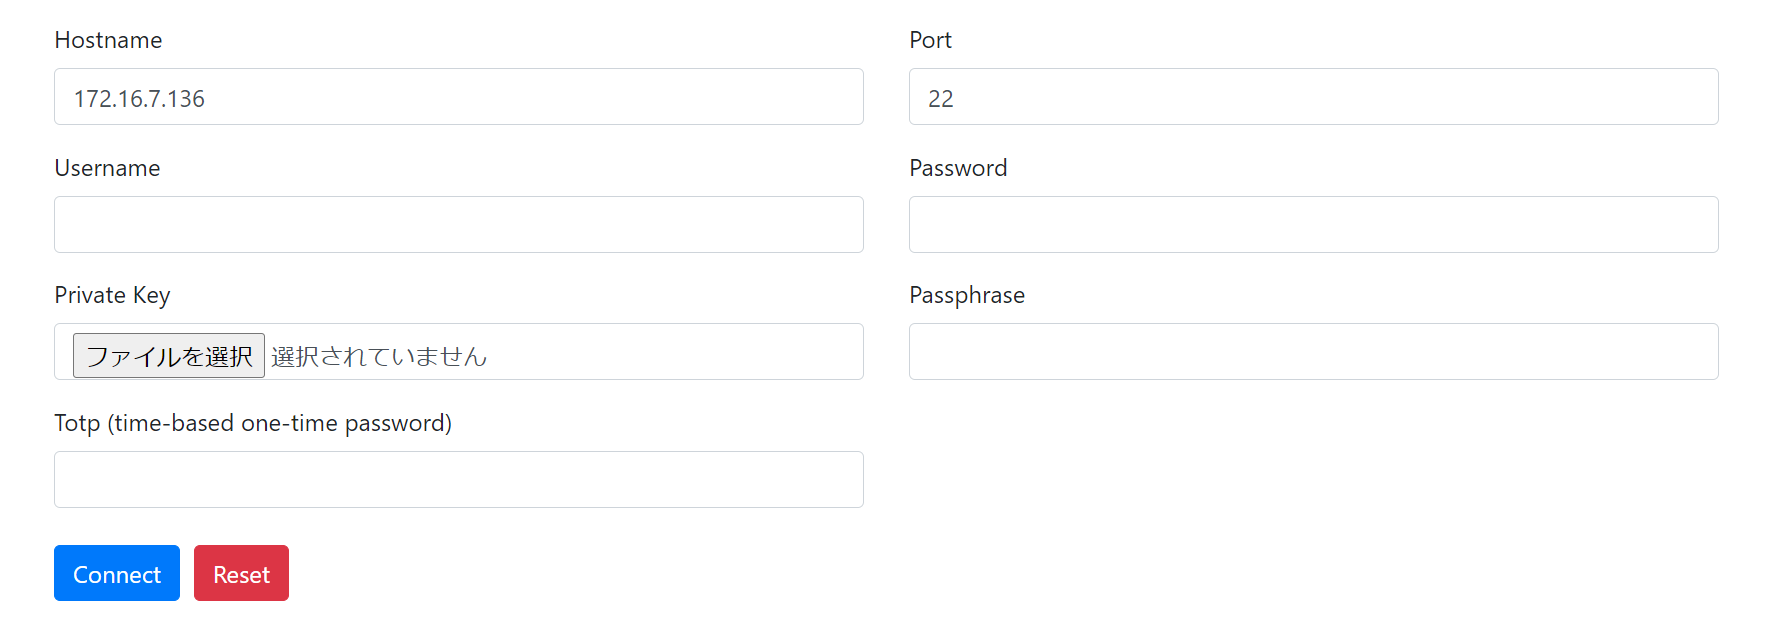 Hostname
Port
172.16.7.136
22
Username
Password
Private Key
Passphrase
ファイルを選択 選択されていません
Totp (time-based one-time password)
Connect
Reset